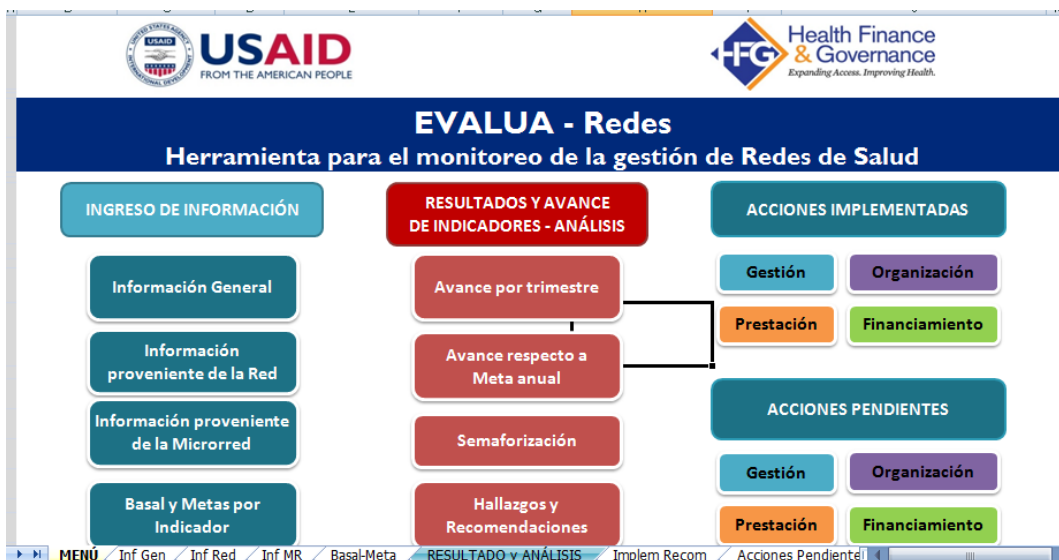 USAID
USAID
FROM THE AMERICAN PEOPLE
HFG
Health Finance
& Governance
Expanding Access. Improving Health.
EVALUA - Redes
Herramienta para el monitoreo de la gestión de Redes de Salud
INGRESO DE INFORMACIÓN
Información General
Información
proveniente de la Red
Información proveniente
de la Microrred
Basal y Metas por
Indicador
RESULTADOS Y AVANCE
DE INDICADORES - ANÁLISIS
Avance por trimestre
Avance respecto a
Meta anual
Semaforización
Hallazgos y
Recomendaciones
ACCIONES IMPLEMENTADAS
Gestión
Organización
Prestación
Financiamiento
ACCIONES PENDIENTES
Gestión
Organización
Prestación
Financiamiento
MENÚ
Inf Gen
Inf Red
Inf MR
Basal-Meta
RESULTADO y ANÁLISIS
Implem Recom
Acciones Pendiente